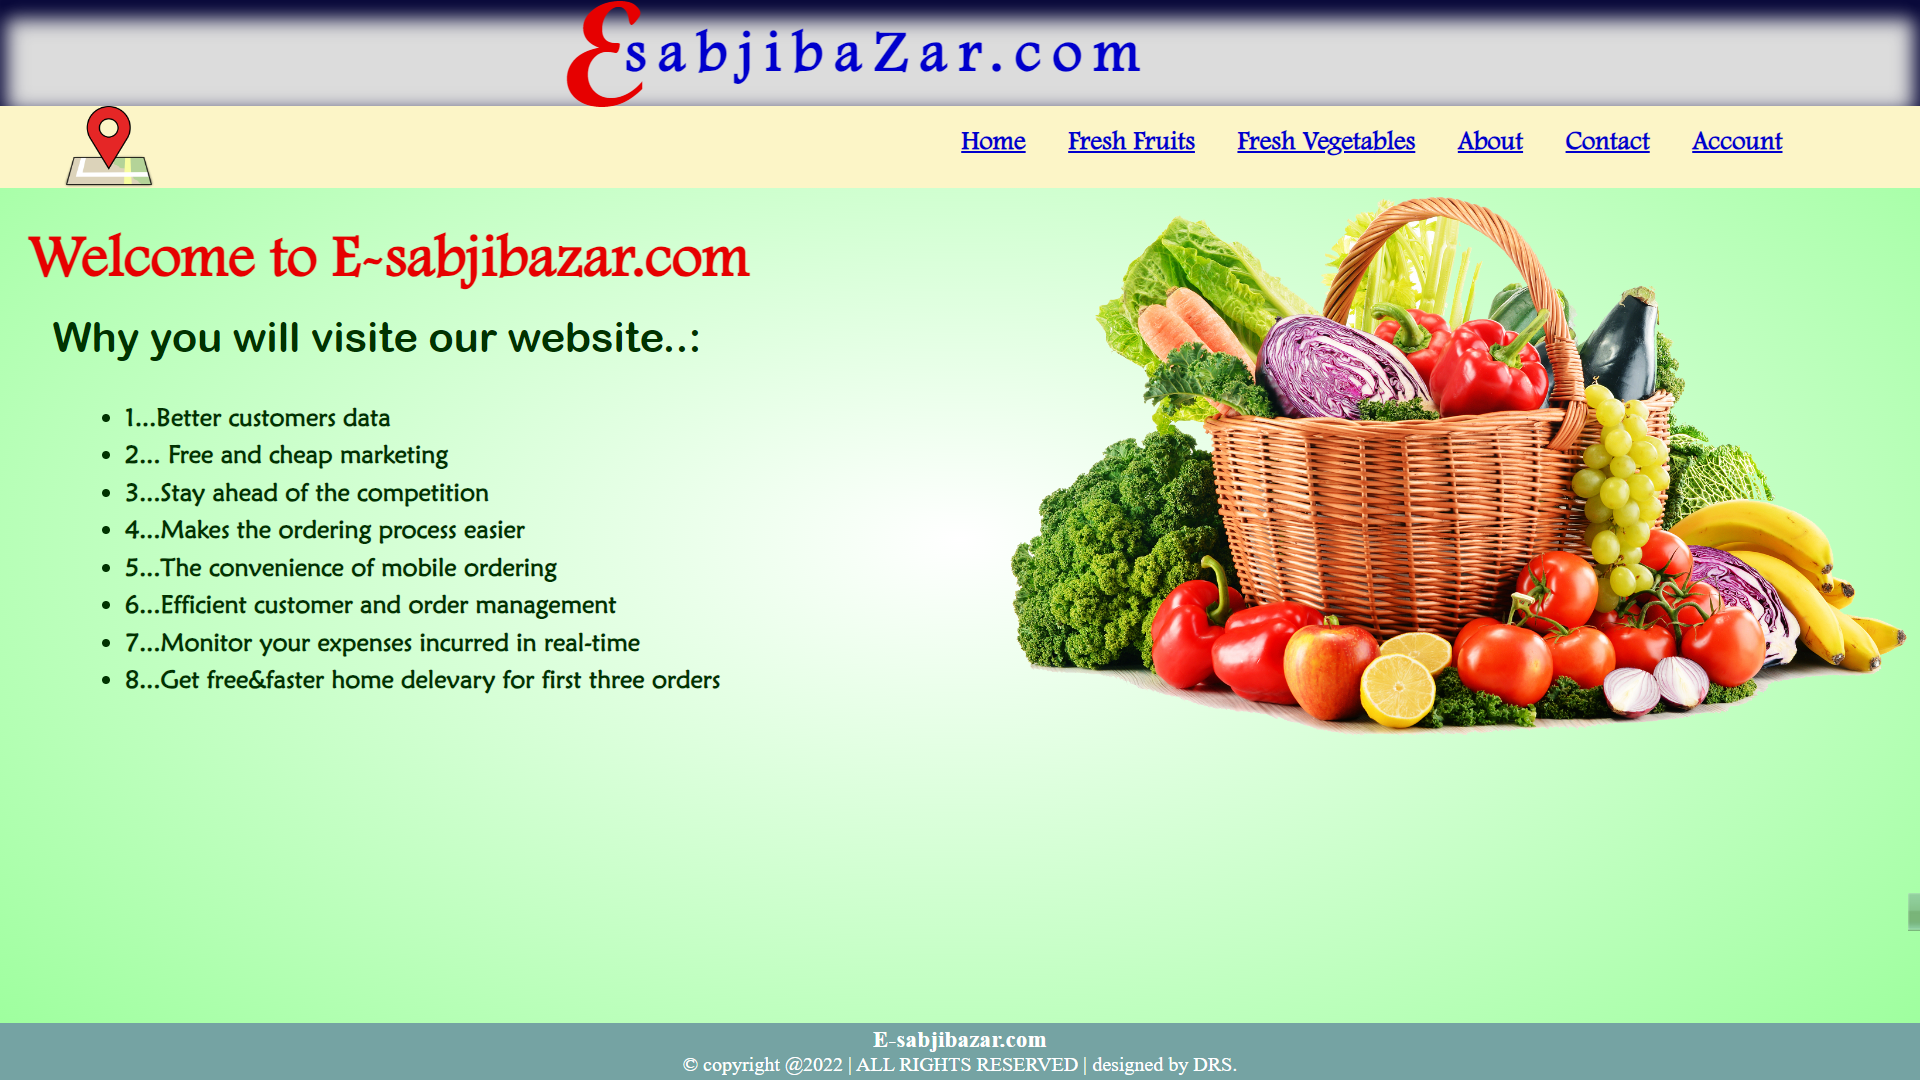 EsabjibaZar.com
Home Fresh Fruits Fresh Vegetables About Contact Account
Welcome to E-sabjibazar.com
Why you will visite our website..:
• 1...Better customers data
• 2... Free and cheap marketing
• 3...Stay ahead of the competition
• 4...Makes the ordering process easier
• 5...The convenience of mobile ordering
• 6...Efficient customer and order management
• 7...Monitor your expenses incurred in real-time
• 8...Get free&faster home delevary for first three orders
E-sabjibazar.com
© copyright @2022 | ALL RIGHTS RESERVED | designed by DRS.